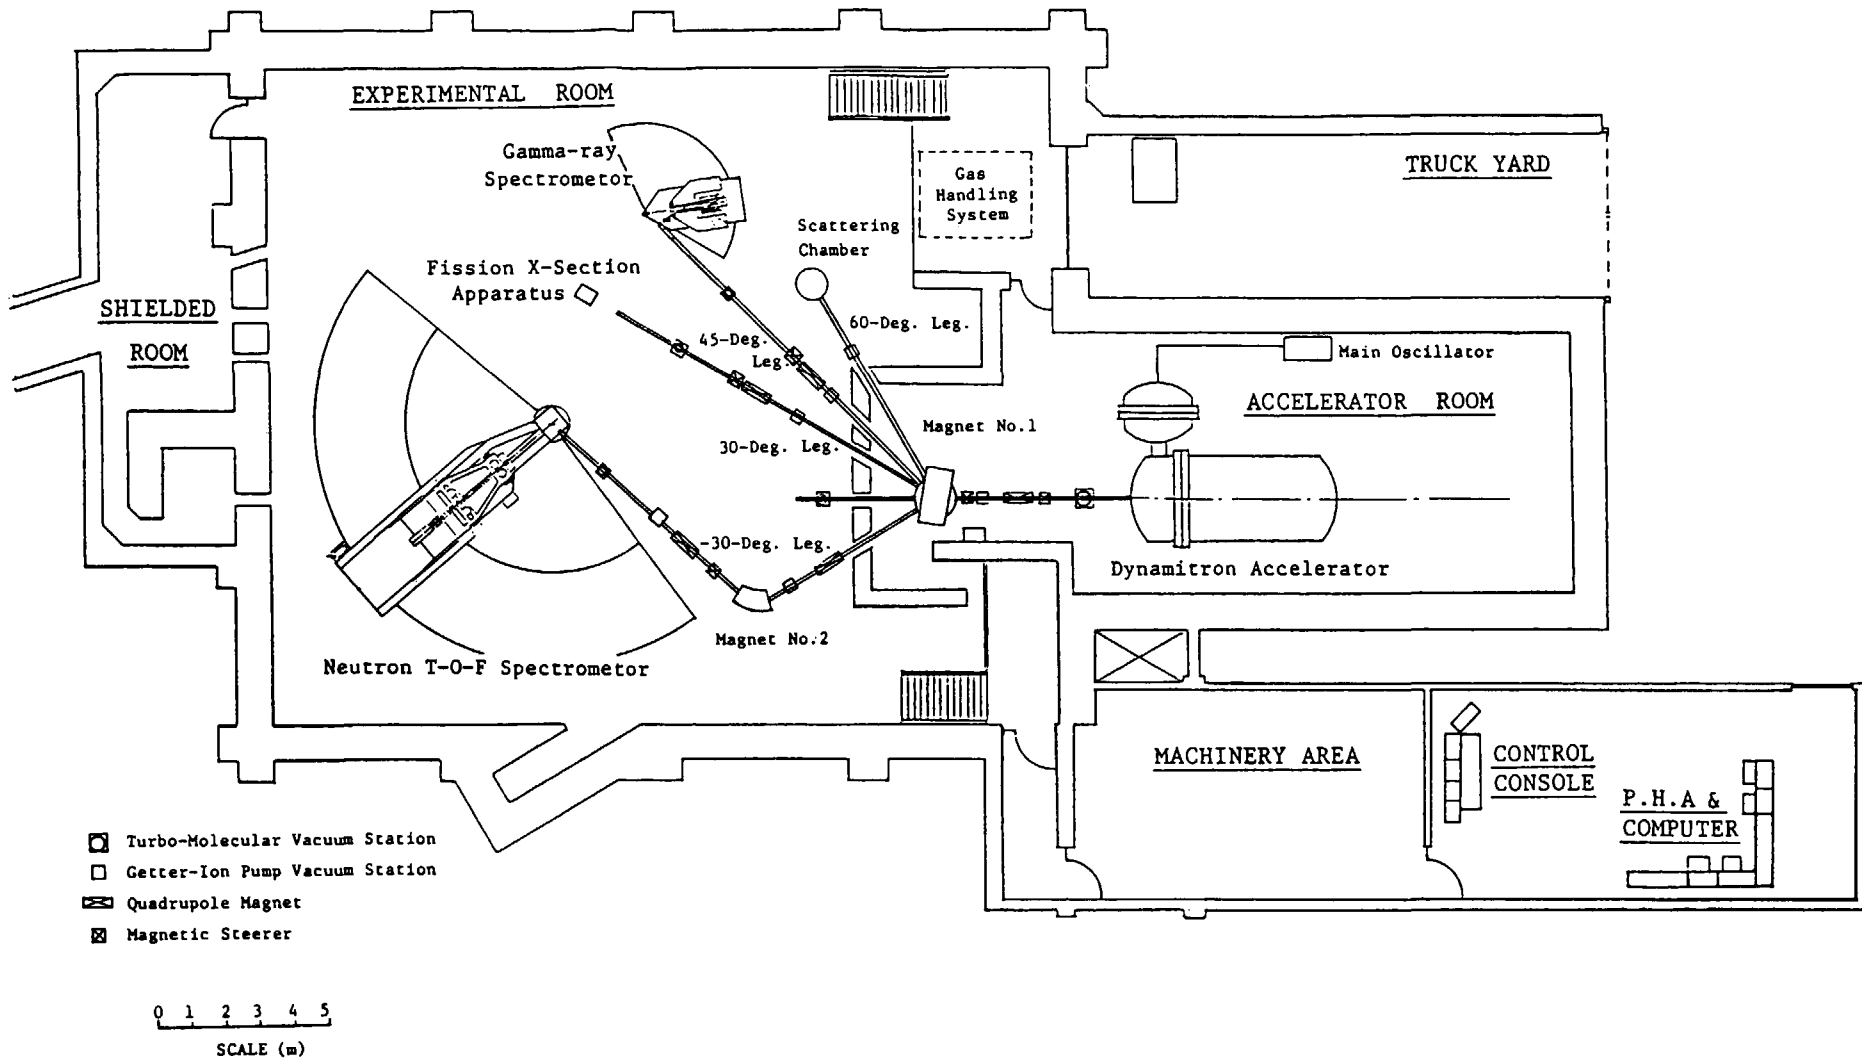 EXPERIMENTAL ROOM
Gamma-ray
Spectrometor
Gas
Handling
System
TRUCK YARD
Scattering
Chamber
Fission X-Section
Apparatus
SHIELDED
ROOM
60-Deg. Leg.
45-Deg.
Leg.
Main Oscillator
ACCELERATOR ROOM
Magnet No.1
30-Deg. Leg.
-30-Deg. Leg.
Dynamitron Accelerator
Magnet No.2
Neutron T-O-F Spectrometor
MACHINERY AREA
CONTROL
CONSOLE
P.H.A &
COMPUTER
Turbo-Molecular Vacuum Station
Getter-Ion Pump Vacuum Station
Quadrupole Magnet
Magnetic Steerer
0 1 2 3 4 5
SCALE (m)